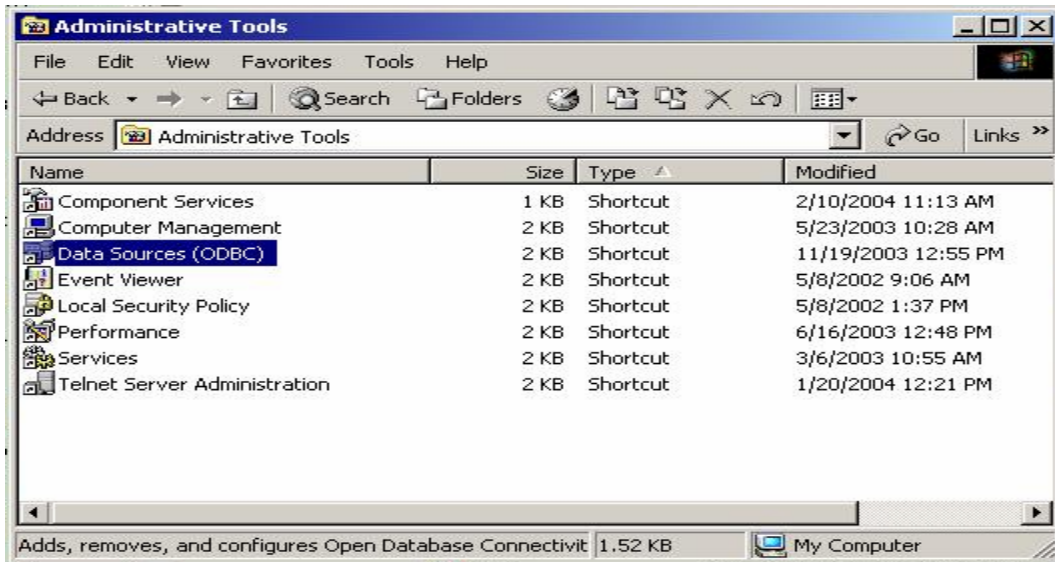 Administrative Tools
File Edit View Favorites Tools Help
Back Search Folders
Address Administrative Tools Go Links »
Name Size Type Modified
Component Services 1 KB Shortcut 2/10/2004 11:13 AM
Computer Management 2 KB Shortcut 5/23/2003 10:28 AM
Data Sources (ODBC) 2 KB Shortcut 11/19/2003 12:55 PM
Event Viewer 2 KB Shortcut 5/8/2002 9:06 AM
Local Security Policy 2 KB Shortcut 5/8/2002 1:37 PM
Performance 2 KB Shortcut 6/16/2003 12:48 PM
Services 2 KB Shortcut 3/6/2003 10:55 AM
Telnet Server Administration 2 KB Shortcut 1/20/2004 12:21 PM
Adds, removes, and configures Open Database Connectivit 1.52 KB My Computer